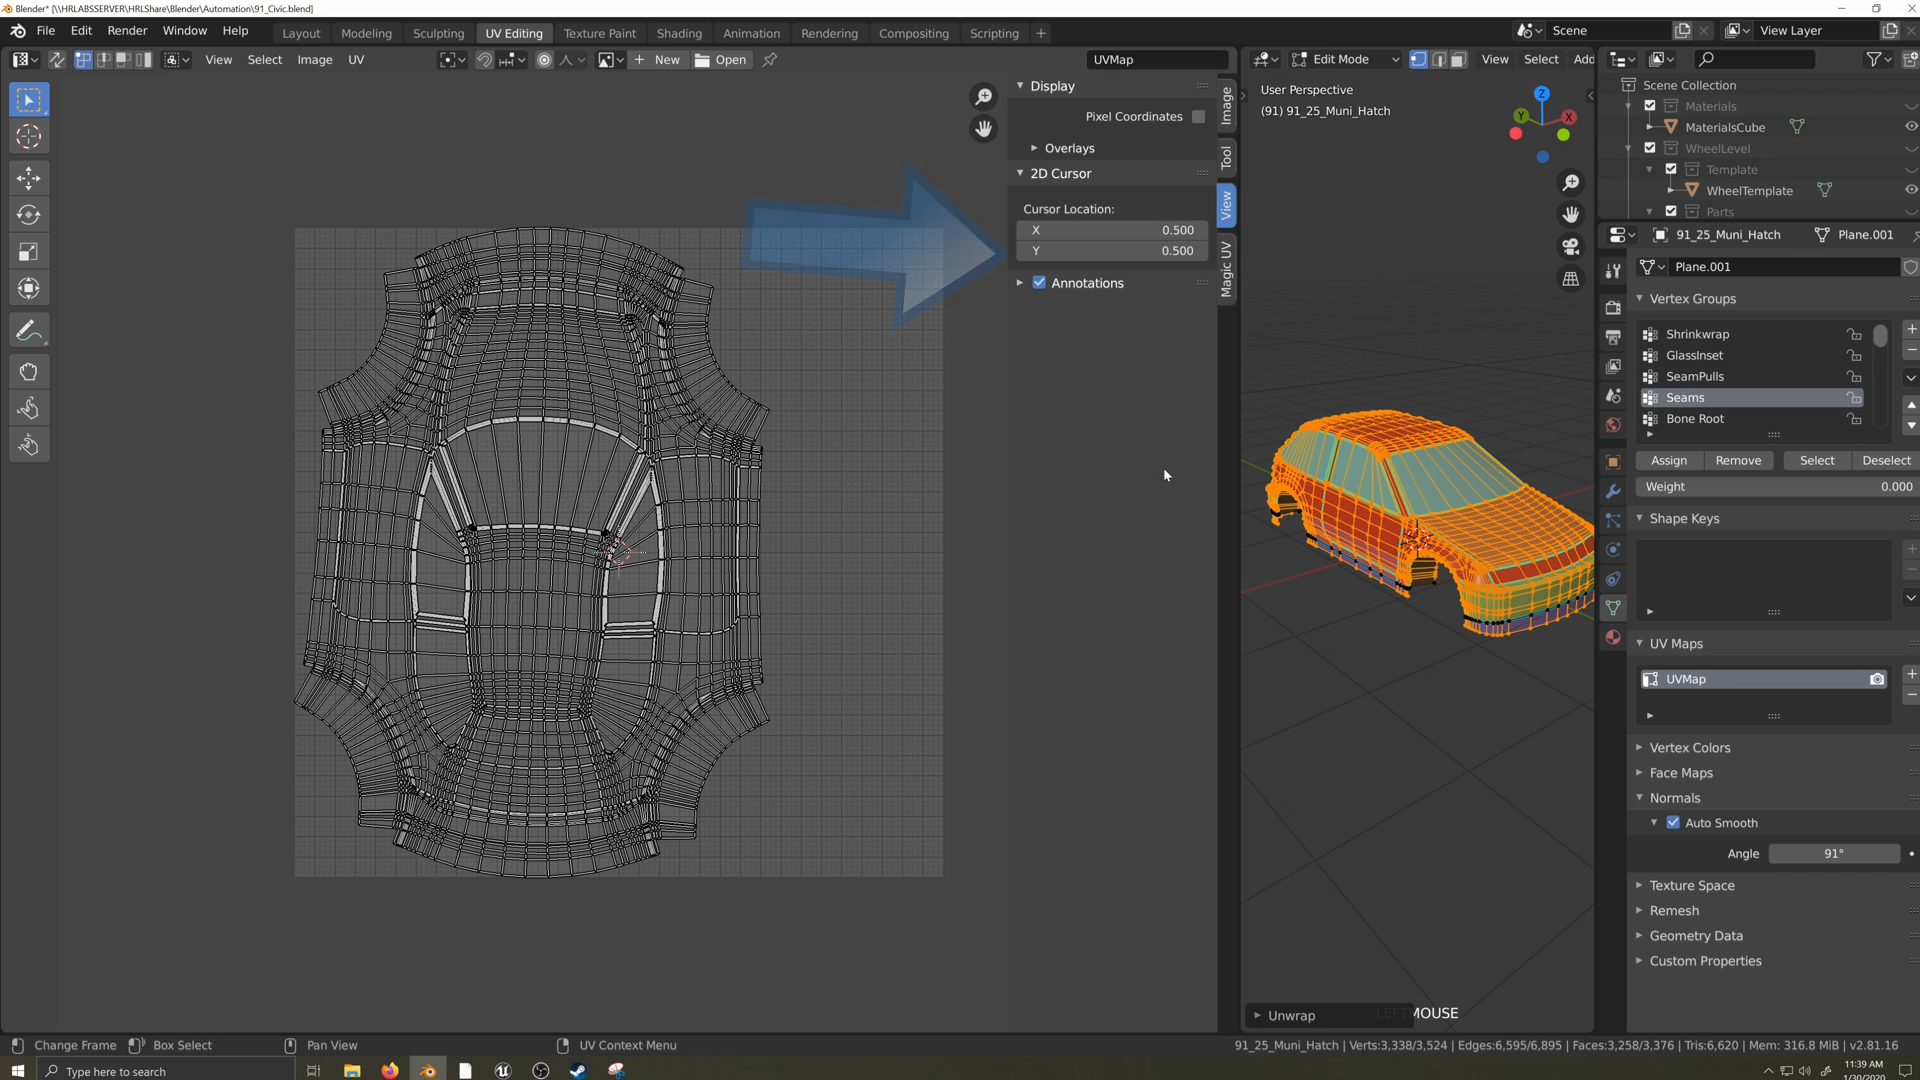 Blender* [\\HRLABSSERVER\HRLShare\Blender\Automation\91_Civic.blend]
File Edit Render Window Help
Layout Modeling Sculpting UV Editing Texture Paint Shading Animation Rendering Compositing Scripting +
Scene
View Layer
View Select Image UV
New Open
UVMap
Edit Mode
View Select Add
Display
Pixel Coordinates
Overlays
2D Cursor
Cursor Location:
X 0.500
Y 0.500
Annotations
Image
Tool
View
Magic UV
User Perspective
(91) 91_25_Muni_Hatch
Z
Y
X
Unwrap
MOUSE
Scene Collection
Materials
MaterialsCube
WheelLevel
Template
WheelTemplate
Parts
91_25_Muni_Hatch Plane.001
Plane.001
Vertex Groups
Shrinkwrap
GlassInset
SeamPulls
Seams
Bone Root
Assign Remove Select Deselect
Weight 0.000
Shape Keys
UV Maps
UVMap
Vertex Colors
Face Maps
Normals
Auto Smooth
Angle 91°
Texture Space
Remesh
Geometry Data
Custom Properties
Change Frame Box Select Pan View UV Context Menu
91_25_Muni_Hatch | Verts:3,338/3,524 | Edges:6,595/6,895 | Faces:3,258/3,376 | Tris:6,620 | Mem: 316.8 MiB | v2.81.16
Type here to search
11:39 AM
1/30/2020